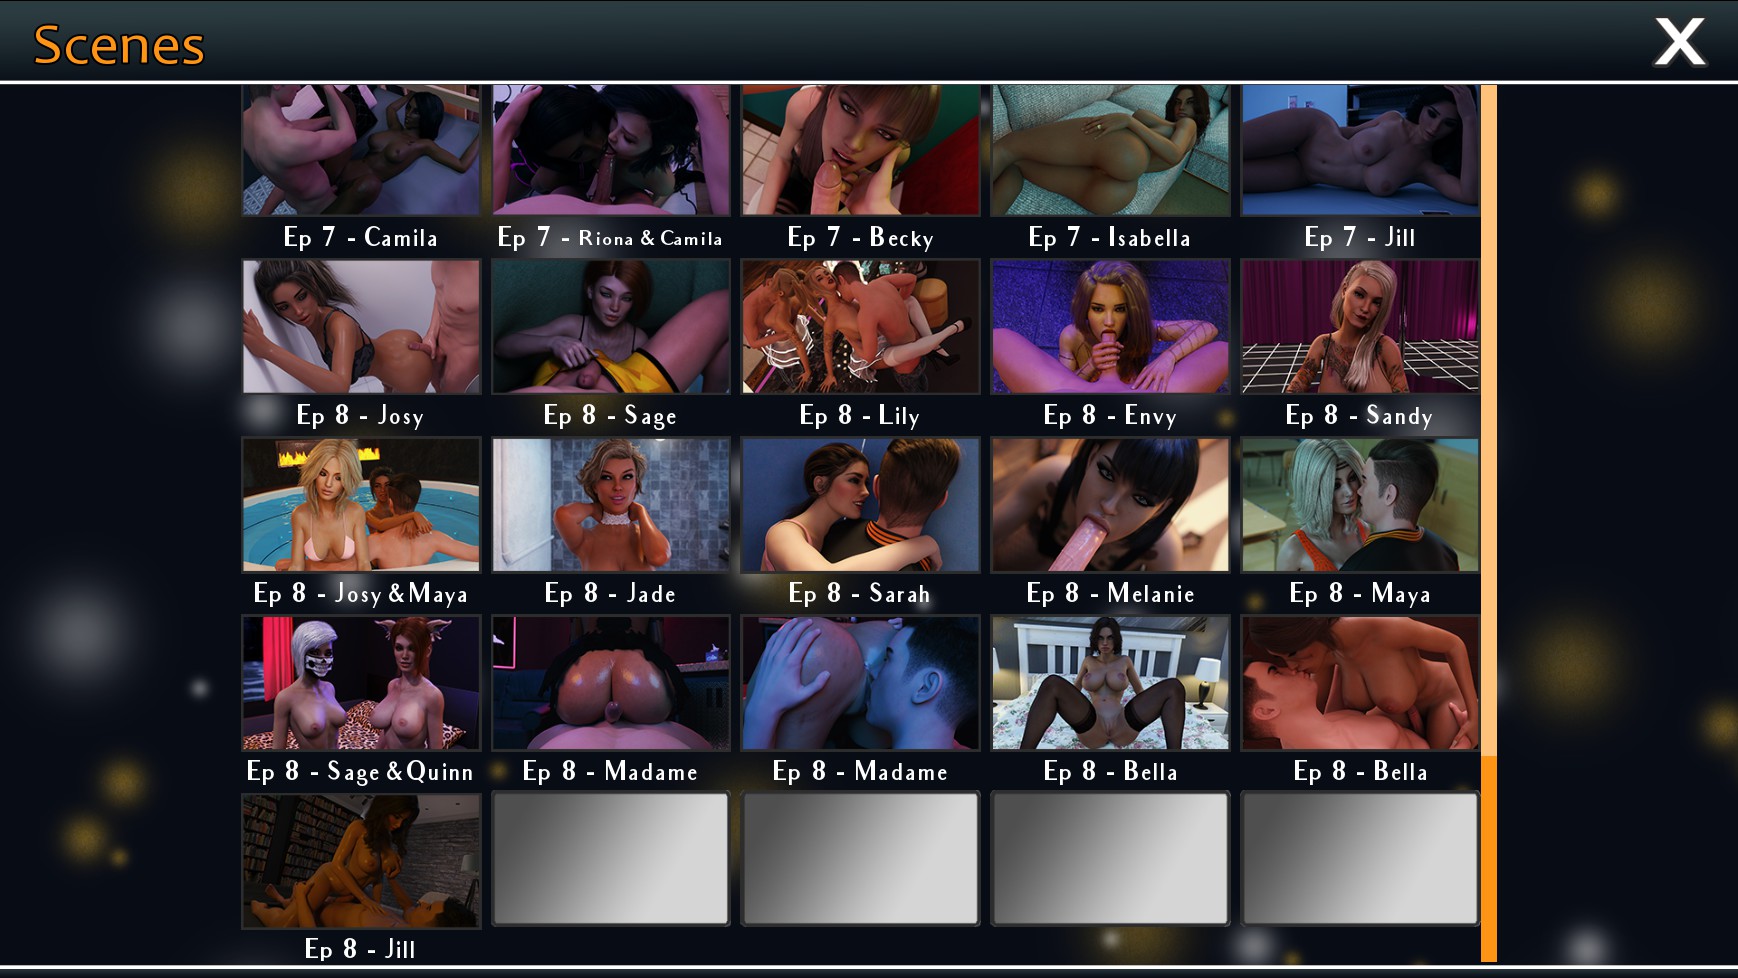 Scenes
X
Ep 7 - Camila
Ep 7 - Riona & Camila
Ep 7 - Becky
Ep 7 - Isabella
Ep 7 - Jill
Ep 8 - Josy
Ep 8 - Sage
Ep 8 - Lily
Ep 8 - Envy
Ep 8 - Sandy
Ep 8 - Josy & Maya
Ep 8 - Jade
Ep 8 - Sarah
Ep 8 - Melanie
Ep 8 - Maya
Ep 8 - Sage & Quinn
Ep 8 - Madame
Ep 8 - Madame
Ep 8 - Bella
Ep 8 - Bella
Ep 8 - Jill